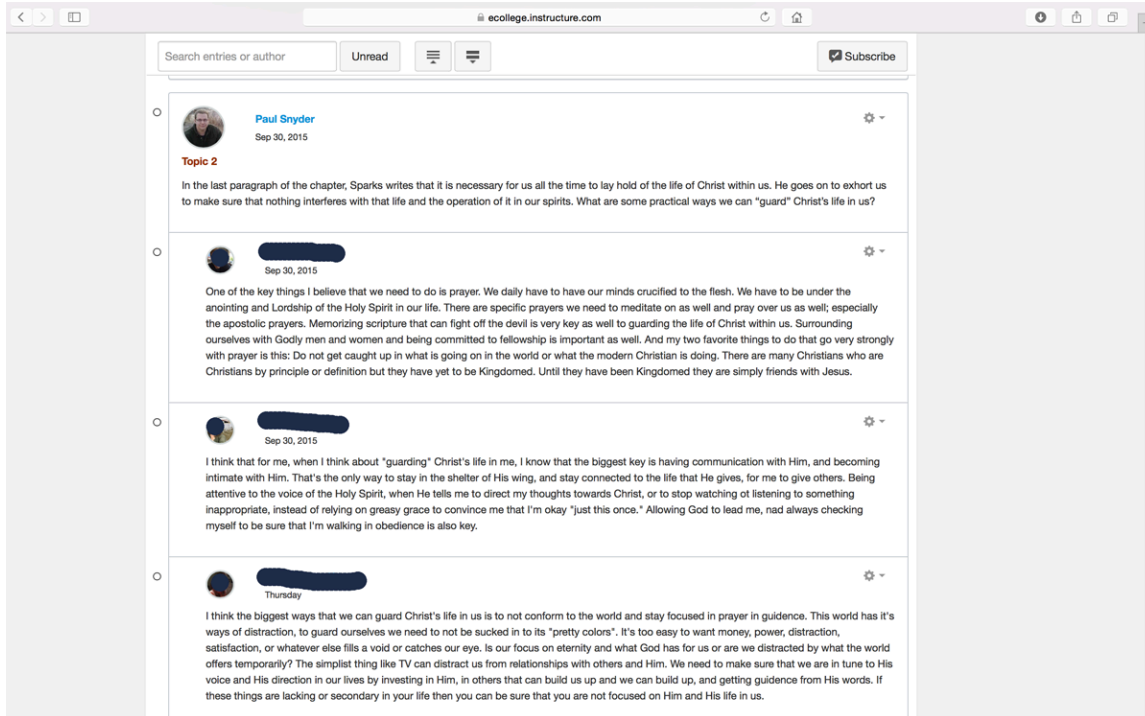 ecollege.instructure.com
Search entries or author
Unread
Subscribe
Paul Snyder
Sep 30, 2015
Topic 2
In the last paragraph of the chapter, Sparks writes that it is necessary for us all the time to lay hold of the life of Christ within us. He goes on to exhort us
to make sure that nothing interferes with that life and the operation of it in our spirits. What are some practical ways we can "guard" Christ's life in us?
Sep 30, 2015
One of the key things I believe that we need to do is prayer. We daily have to have our minds crucified to the flesh. We have to be under the
anointing and Lordship of the Holy Spirit in our life. There are specific prayers we need to meditate on as well and pray over us as well; especially
the apostolic prayers. Memorizing scripture that can fight off the devil is very key as well to guarding the life of Christ within us. Surrounding
ourselves with Godly men and women and being committed to fellowship is important as well. And my two favorite things to do that go very strongly
with prayer is this: Do not get caught up in what is going on in the world or what the modern Christian is doing. There are many Christians who are
Christians by principle or definition but they have yet to be Kingdomed. Until they have been Kingdomed they are simply friends with Jesus.
Sep 30, 2015
I think that for me, when I think about "guarding" Christ's life in me, I know that the biggest key is having communication with Him, and becoming
intimate with Him. That's the only way to stay in the shelter of His wing, and stay connected to the life that He gives, for me to give others. Being
attentive to the voice of the Holy Spirit, when He tells me to direct my thoughts towards Christ, or to stop watching ot listening to something
inappropriate, instead of relying on greasy grace to convince me that I'm okay "just this once." Allowing God to lead me, nad always checking
myself to be sure that I'm walking in obedience is also key.
Thursday
I think the biggest ways that we can guard Christ's life in us is to not conform to the world and stay focused in prayer in guidence. This world has it's
ways of distraction, to guard ourselves we need to not be sucked in to its "pretty colors". It's too easy to want money, power, distraction,
satisfaction, or whatever else fills a void or catches our eye. Is our focus on eternity and what God has for us or are we distracted by what the world
offers temporarily? The simplist thing like TV can distract us from relationships with others and Him. We need to make sure that we are in tune to His
voice and His direction in our lives by investing in Him, in others that can build us up and we can build up, and getting guidence from His words. If
these things are lacking or secondary in your life then you can be sure that you are not focused on Him and His life in us.